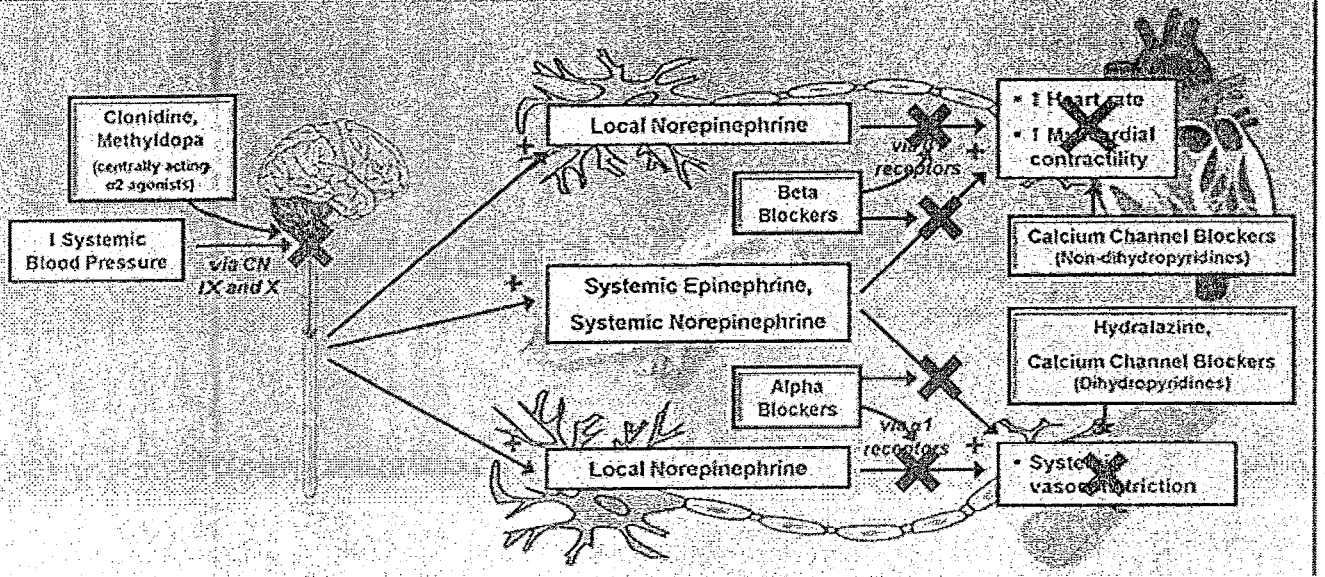 Clonidine,
Methyldopa
(centrally acting
α2 agonists)
↓ Systemic
Blood Pressure
via CN
IX and X
+
Local Norepinephrine
via
receptors
+
Beta
Blockers
+
Systemic Epinephrine,
Systemic Norepinephrine
Alpha
Blockers
+
Local Norepinephrine
via α1
receptors
+
• ↑ Heart rate
• ↑ Myocardial
contractility
Calcium Channel Blockers
(Non-dihydropyridines)
Hydralazine,
Calcium Channel Blockers
(Dihydropyridines)
• Systemic
vasoconstriction